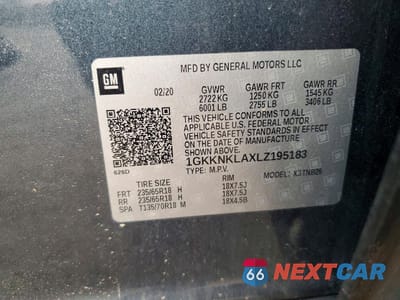 GM
MFD BY GENERAL MOTORS LLC
02/20 GVWR GAWR FRT GAWR RR
2722 KG 1250 KG 1545 KG
6001 LB 2755 LB 3406 LB
THIS VEHICLE CONFORMS TO ALL
APPLICABLE U.S. FEDERAL MOTOR
VEHICLE SAFETY STANDARDS IN EFFECT
ON THE DATE OF MANUFACTURE SHOWN ABOVE.
1GKKNKLAXLZ195183
626D TYPE: M.P.V. MODEL: K3TNB26
TIRE SIZE RIM
FRT 235/65R18 H 18X7.5J
RR 235/65R18 H 18X7.5J
SPA T135/70R18 M 18X4.5B
66 NEXTCAR